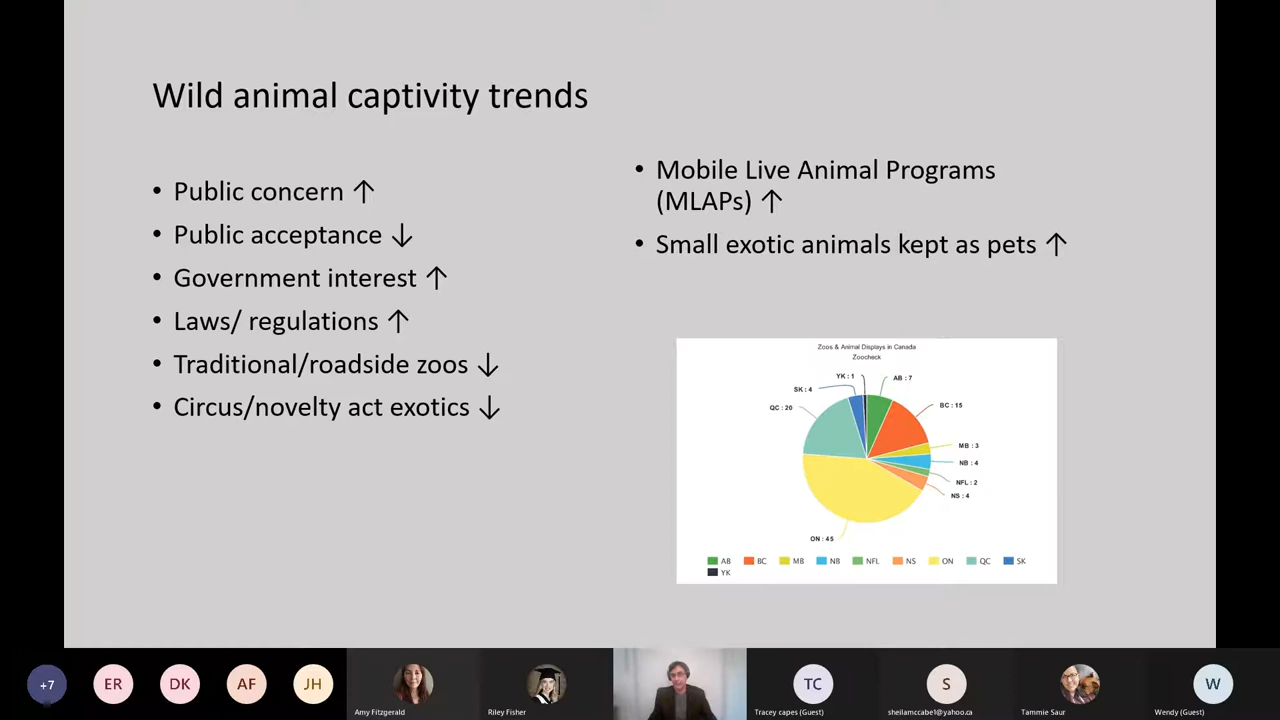 Wild animal captivity trends
• Public concern ↑
• Public acceptance ↓
• Government interest ↑
• Laws/ regulations ↑
• Traditional/roadside zoos ↓
• Circus/novelty act exotics ↓
• Mobile Live Animal Programs
(MLAPs) ↑
• Small exotic animals kept as pets ↑
Zoos & Animal Displays in Canada
Zoocheck
YK : 1
AB : 7
SK : 4
QC : 20
BC : 15
MB : 3
NB : 4
NFL : 2
NS : 4
ON : 45
AB BC MB NB NFL NS ON QC SK
YK
+7 ER DK AF JH TC S W
Amy Fitzgerald Riley Fisher Tracey capes (Guest) sheilamccabe1@yahoo.ca Tammie Saur Wendy (Guest)